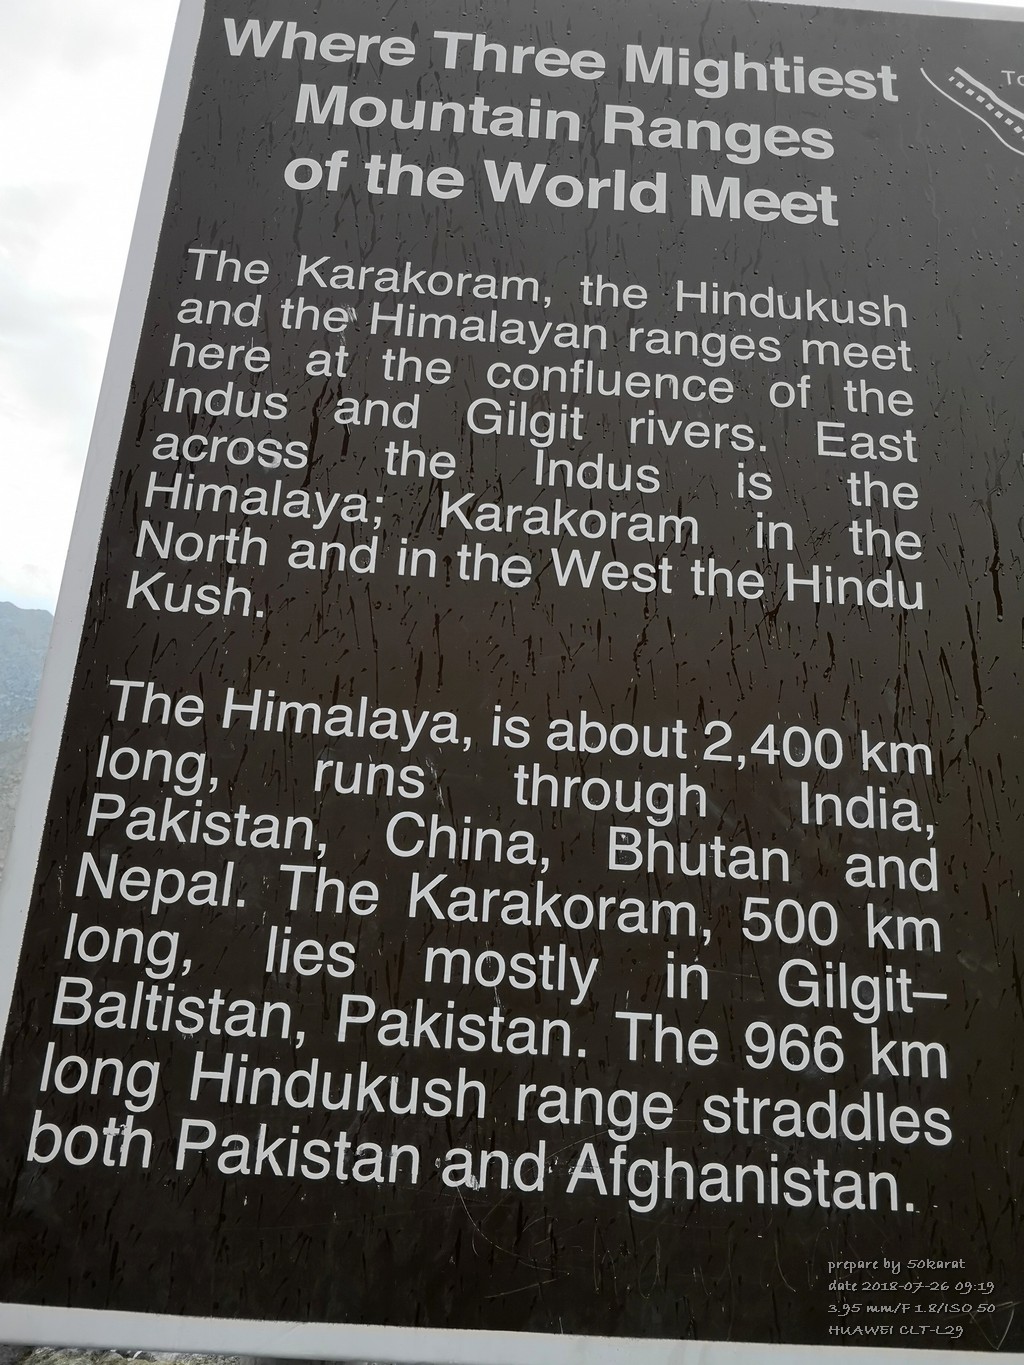 Where Three Mightiest
Mountain Ranges
of the World Meet
The Karakoram, the Hindukush
and the Himalayan ranges meet
here at the confluence of the
Indus and Gilgit rivers. East
across the Indus is the
Himalaya; Karakoram in the
North and in the West the Hindu
Kush.
The Himalaya, is about 2,400 km
long, runs through India,
Pakistan, China, Bhutan and
Nepal. The Karakoram, 500 km
long, lies mostly in Gilgit–
Baltistan, Pakistan. The 966 km
long Hindukush range straddles
both Pakistan and Afghanistan.
prepare by 50karat
date 2018-07-26 09:19
3.95 mm/F 1.8/ISO 50
HUAWEI CLT-L29